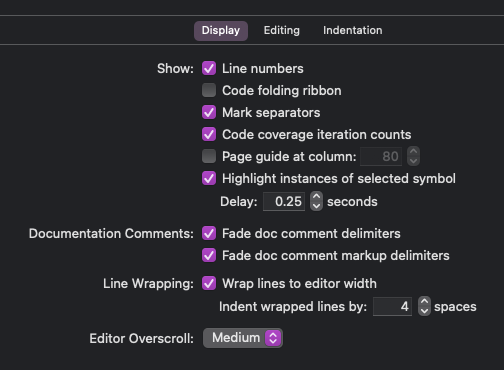 Display Editing Indentation
Show: Line numbers
Code folding ribbon
Mark separators
Code coverage iteration counts
Page guide at column: 80
Highlight instances of selected symbol
Delay: 0.25 seconds
Documentation Comments: Fade doc comment delimiters
Fade doc comment markup delimiters
Line Wrapping: Wrap lines to editor width
Indent wrapped lines by: 4 spaces
Editor Overscroll: Medium